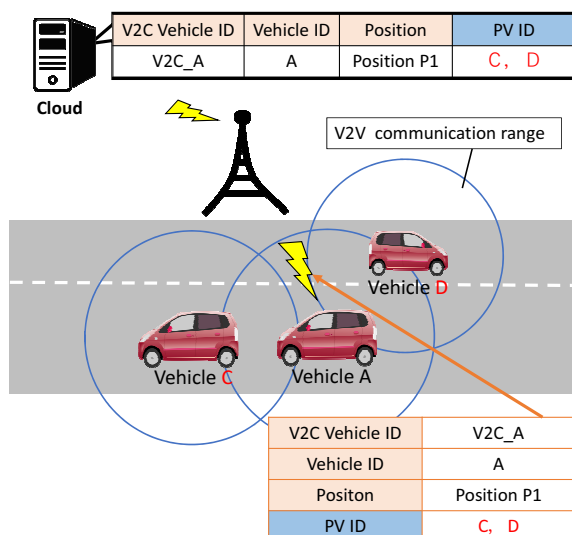 V2C Vehicle ID Vehicle ID Position PV ID
V2C_A A Position P1 C, D
Cloud
V2V communication range
Vehicle D
Vehicle C Vehicle A
V2C Vehicle ID V2C_A
Vehicle ID A
Positon Position P1
PV ID C, D